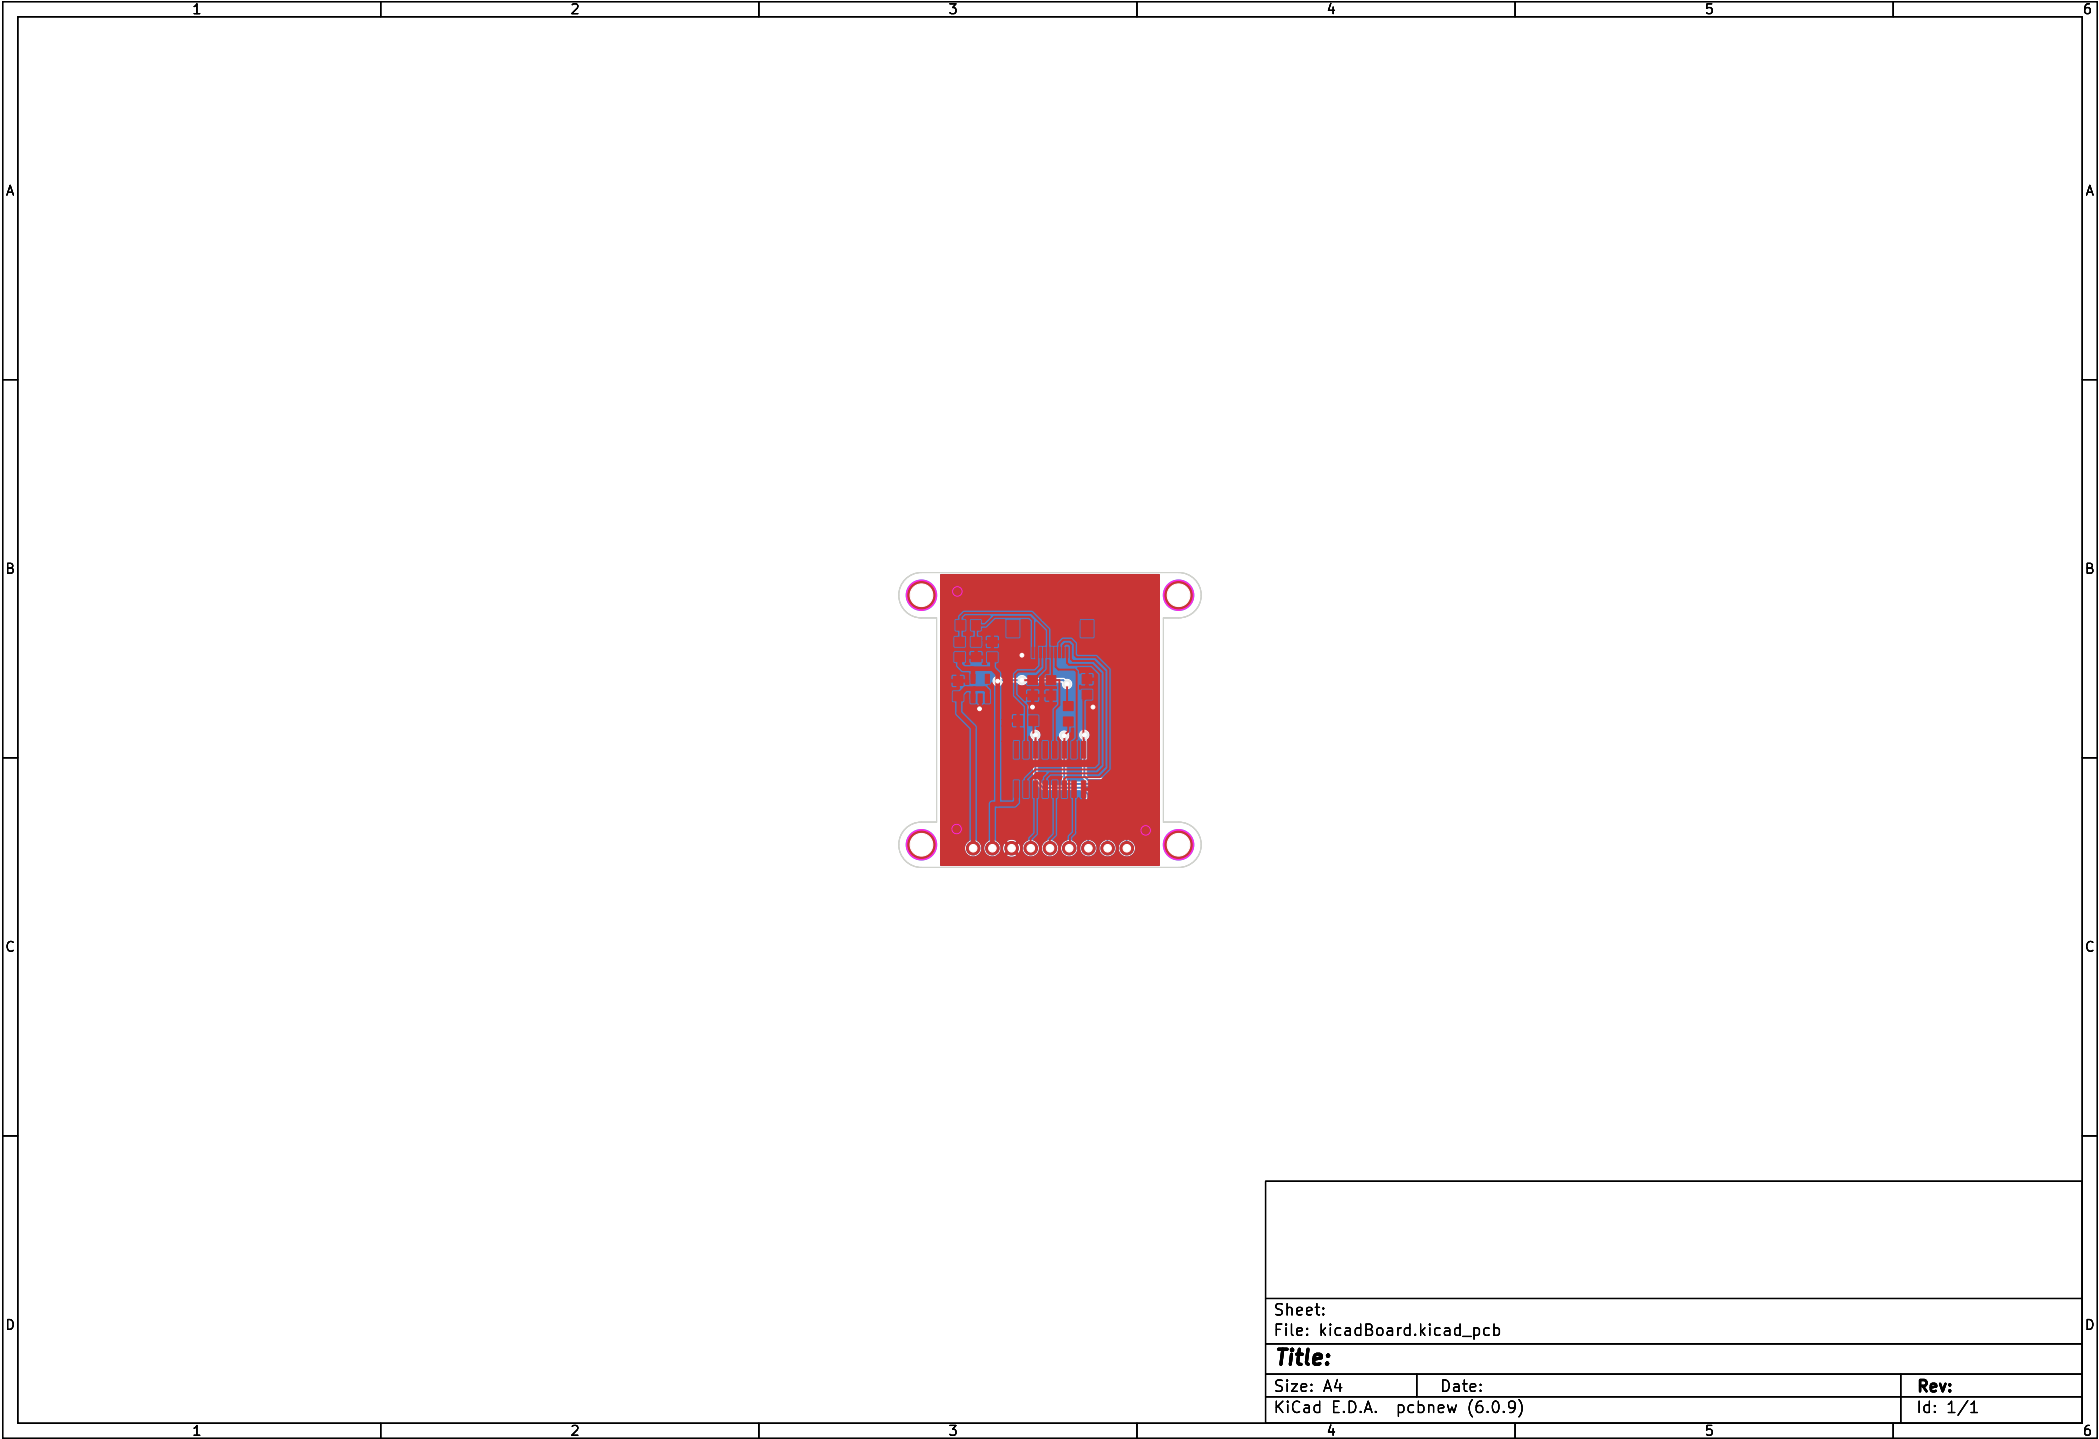 1 2 3 4 5 6
A A
B B
C C
D D
Sheet:
File: kicadBoard.kicad_pcb
Title:
Size: A4 Date: Rev:
KiCad E.D.A. pcbnew (6.0.9) Id: 1/1
1 2 3 4 5 6